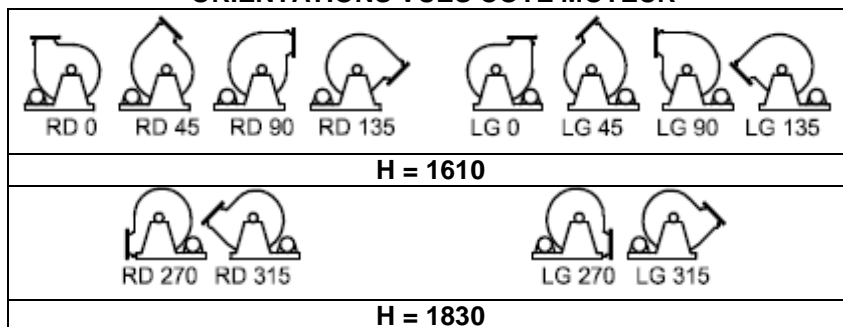 ORIENTATIONS VUES COTE MOTEUR
RD 0 RD 45 RD 90 RD 135 LG 0 LG 45 LG 90 LG 135
H = 1610
RD 270 RD 315 LG 270 LG 315
H = 1830